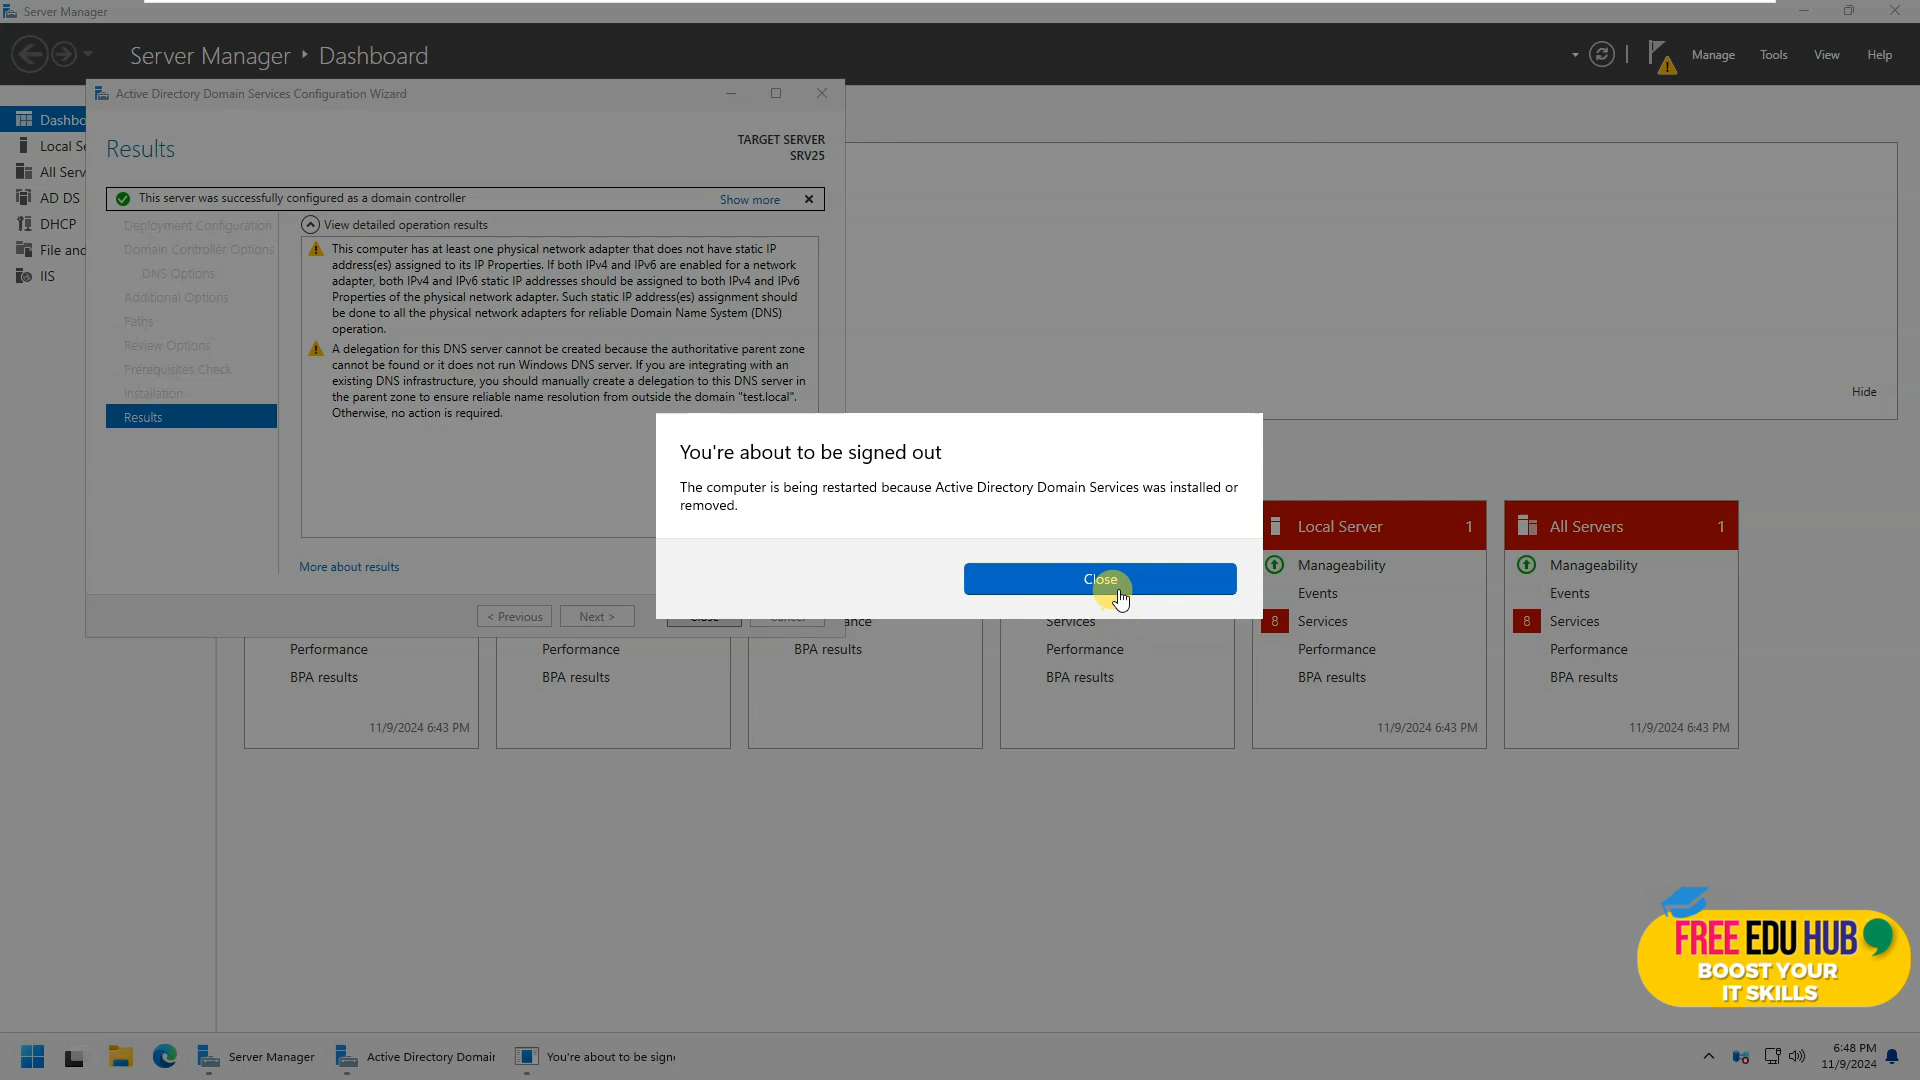 Server Manager
Server Manager ‣ Dashboard
Manage
Tools
View
Help
Active Directory Domain Services Configuration Wizard
Dashbo
Local Se
All Serv
AD DS
DHCP
File and
IIS
Results
TARGET SERVER
SRV25
This server was successfully configured as a domain controller
Show more
Deployment Configuration
Domain Controller Options
DNS Options
Additional Options
Paths
Review Options
Prerequisites Check
Installation
Results
View detailed operation results
This computer has at least one physical network adapter that does not have static IP
address(es) assigned to its IP Properties. If both IPv4 and IPv6 are enabled for a network
adapter, both IPv4 and IPv6 static IP addresses should be assigned to both IPv4 and IPv6
Properties of the physical network adapter. Such static IP address(es) assignment should
be done to all the physical network adapters for reliable Domain Name System (DNS)
operation.
A delegation for this DNS server cannot be created because the authoritative parent zone
cannot be found or it does not run Windows DNS server. If you are integrating with an
existing DNS infrastructure, you should manually create a delegation to this DNS server in
the parent zone to ensure reliable name resolution from outside the domain "test.local".
Otherwise, no action is required.
More about results
< Previous
Next >
Close
Cancel
Hide
You're about to be signed out
The computer is being restarted because Active Directory Domain Services was installed or
removed.
Close
Performance
BPA results
11/9/2024 6:43 PM
Performance
BPA results
ance
BPA results
Services
Performance
BPA results
Local Server 1
Manageability
Events
8 Services
Performance
BPA results
11/9/2024 6:43 PM
All Servers 1
Manageability
Events
8 Services
Performance
BPA results
11/9/2024 6:43 PM
FREE EDU HUB
BOOST YOUR
IT SKILLS
Server Manager
Active Directory Domai
You're about to be sign
6:48 PM
11/9/2024